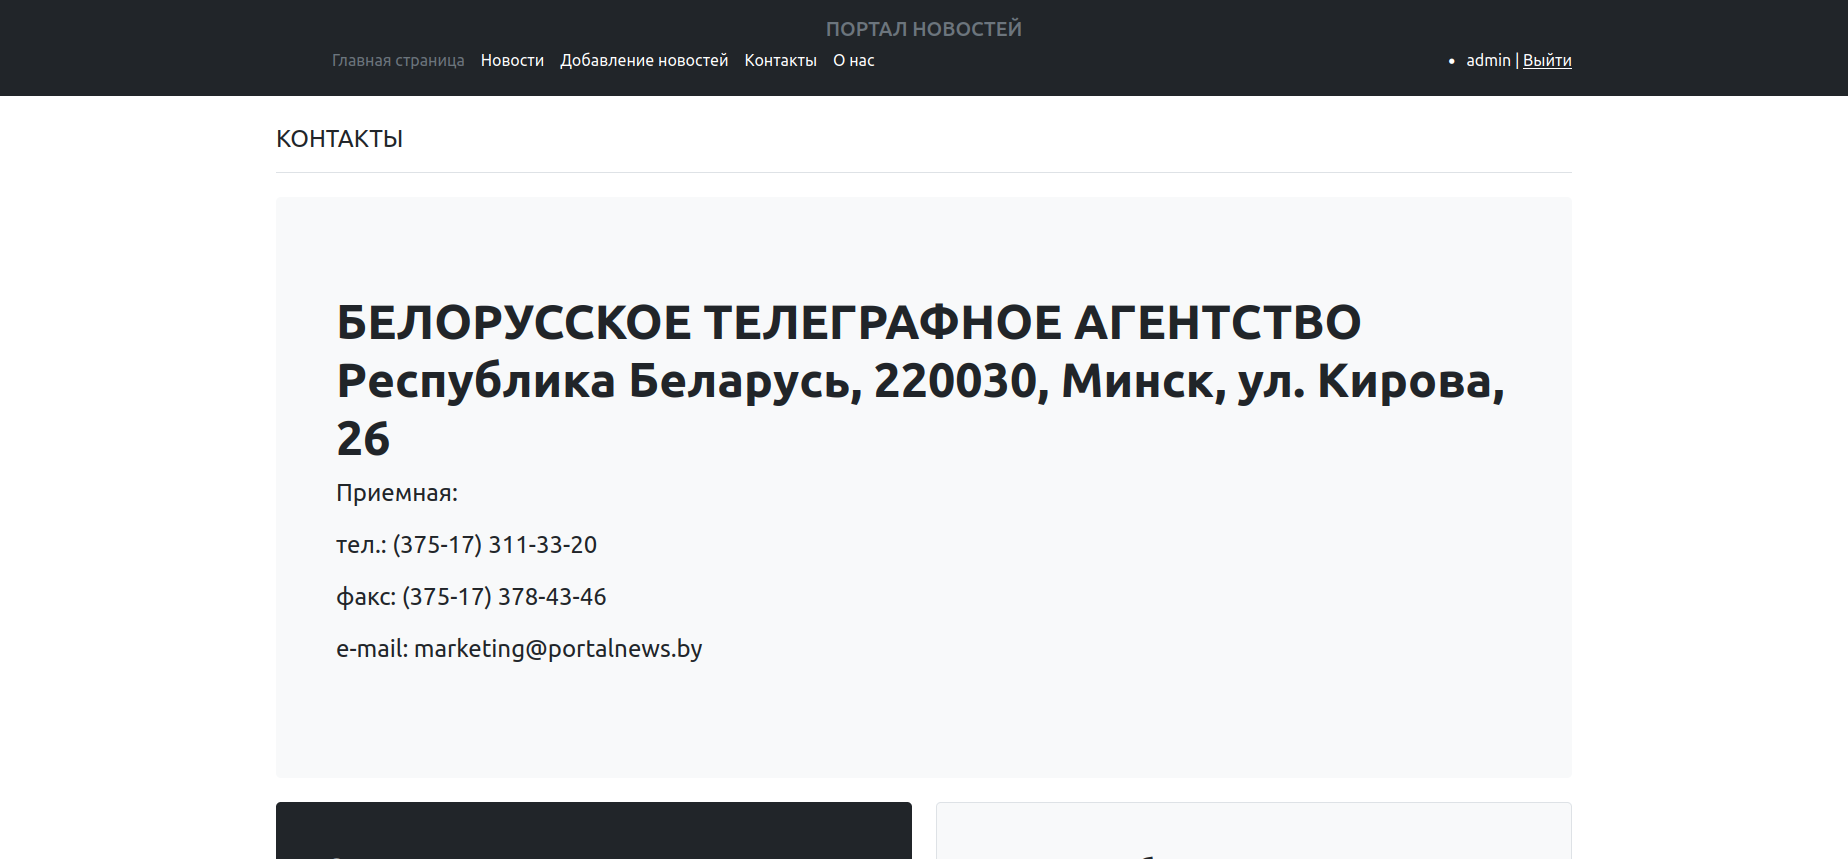 ПОРТАЛ НОВОСТЕЙ
Главная страница Новости Добавление новостей Контакты О нас
• admin | Выйти
КОНТАКТЫ
БЕЛОРУССКОЕ ТЕЛЕГРАФНОЕ АГЕНТСТВО
Республика Беларусь, 220030, Минск, ул. Кирова,
26
Приемная:
тел.: (375-17) 311-33-20
факс: (375-17) 378-43-46
e-mail: marketing@portalnews.by